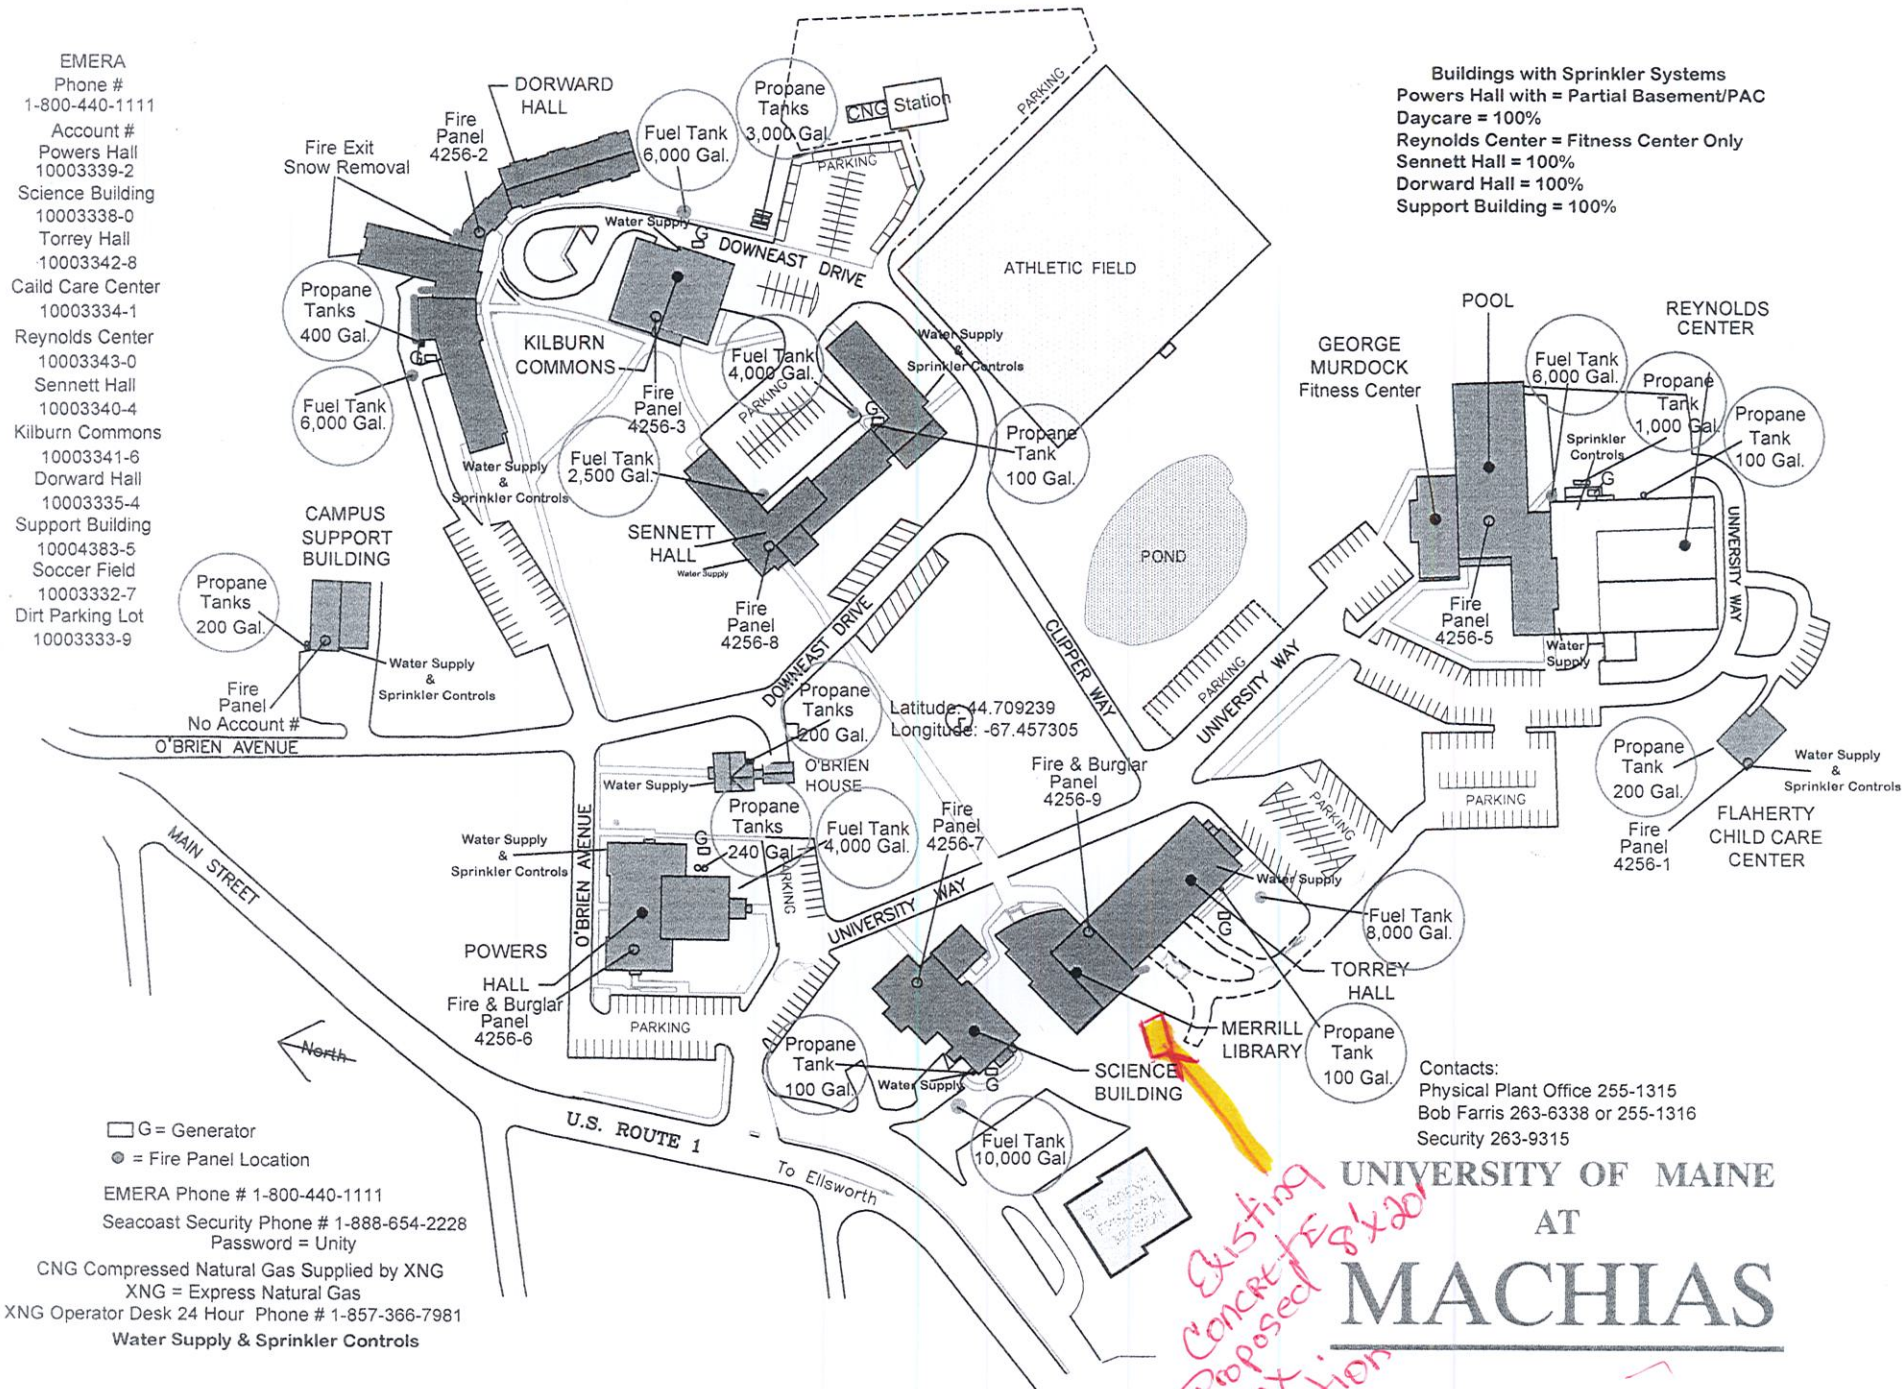 EMERA
Phone #
1-800-440-1111
Account #
Powers Hall
10003339-2
Science Building
10003338-0
Torrey Hall
10003342-8
Caild Care Center
10003334-1
Reynolds Center
10003343-0
Sennett Hall
10003340-4
Kilburn Commons
10003341-6
Dorward Hall
10003335-4
Support Building
10004383-5
Soccer Field
10003332-7
Dirt Parking Lot
10003333-9
Buildings with Sprinkler Systems
Powers Hall with = Partial Basement/PAC
Daycare = 100%
Reynolds Center = Fitness Center Only
Sennett Hall = 100%
Dorward Hall = 100%
Support Building = 100%
DORWARD
HALL
Fire
Panel
4256-2
Fire Exit
Snow Removal
Fuel Tank
6,000 Gal.
Propane
Tanks
3,000 Gal.
CNG Station
PARKING
PARKING
Water Supply
G
DOWNEAST DRIVE
ATHLETIC FIELD
Propane
Tanks
400 Gal.
G
Fuel Tank
6,000 Gal.
KILBURN
COMMONS
Fire
Panel
4256-3
Fuel Tank
4,000 Gal.
PARKING
Water Supply
&
Sprinkler Controls
G
Propane
Tank
100 Gal.
Fuel Tank
2,500 Gal.
Water Supply
&
Sprinkler Controls
SENNETT
HALL
Water Supply
Fire
Panel
4256-8
POND
POOL
REYNOLDS
CENTER
GEORGE
MURDOCK
Fitness Center
Fuel Tank
6,000 Gal.
Propane
Tank
1,000 Gal.
Propane
Tank
100 Gal.
Sprinkler
Controls
G
UNIVERSITY WAY
Fire
Panel
4256-5
Water
Supply
CAMPUS
SUPPORT
BUILDING
Propane
Tanks
200 Gal.
Water Supply
&
Sprinkler Controls
Fire
Panel
No Account #
O'BRIEN AVENUE
DOWNEAST DRIVE
CLIPPER WAY
PARKING
UNIVERSITY WAY
Propane
Tanks
200 Gal.
Latitude: 44.709239
Longitude: -67.457305
O'BRIEN
HOUSE
Water Supply
Fire & Burglar
Panel
4256-9
Propane
Tank
200 Gal.
Water Supply
&
Sprinkler Controls
Fire
Panel
4256-1
FLAHERTY
CHILD CARE
CENTER
PARKING
PARKING
MAIN STREET
O'BRIEN AVENUE
Water Supply
&
Sprinkler Controls
G
Propane
Tanks
240 Gal
Fuel Tank
4,000 Gal.
PARKING
Fire
Panel
4256-7
UNIVERSITY WAY
Water Supply
G
Fuel Tank
8,000 Gal.
POWERS
HALL
Fire & Burglar
Panel
4256-6
PARKING
TORREY
HALL
MERRILL
LIBRARY
Propane
Tank
100 Gal.
SCIENCE
BUILDING
Propane
Tank
100 Gal.
Water Supply
G
Fuel Tank
10,000 Gal
North
U.S. ROUTE 1
To Ellsworth
ST. AIDEN'S
EPISCOPAL
MISSION
Existing
Concrete
8'x20'
Proposed
G = Generator
= Fire Panel Location
EMERA Phone # 1-800-440-1111
Seacoast Security Phone # 1-888-654-2228
Password = Unity
CNG Compressed Natural Gas Supplied by XNG
XNG = Express Natural Gas
XNG Operator Desk 24 Hour Phone # 1-857-366-7981
Water Supply & Sprinkler Controls
Contacts:
Physical Plant Office 255-1315
Bob Farris 263-6338 or 255-1316
Security 263-9315
UNIVERSITY OF MAINE
AT
MACHIAS